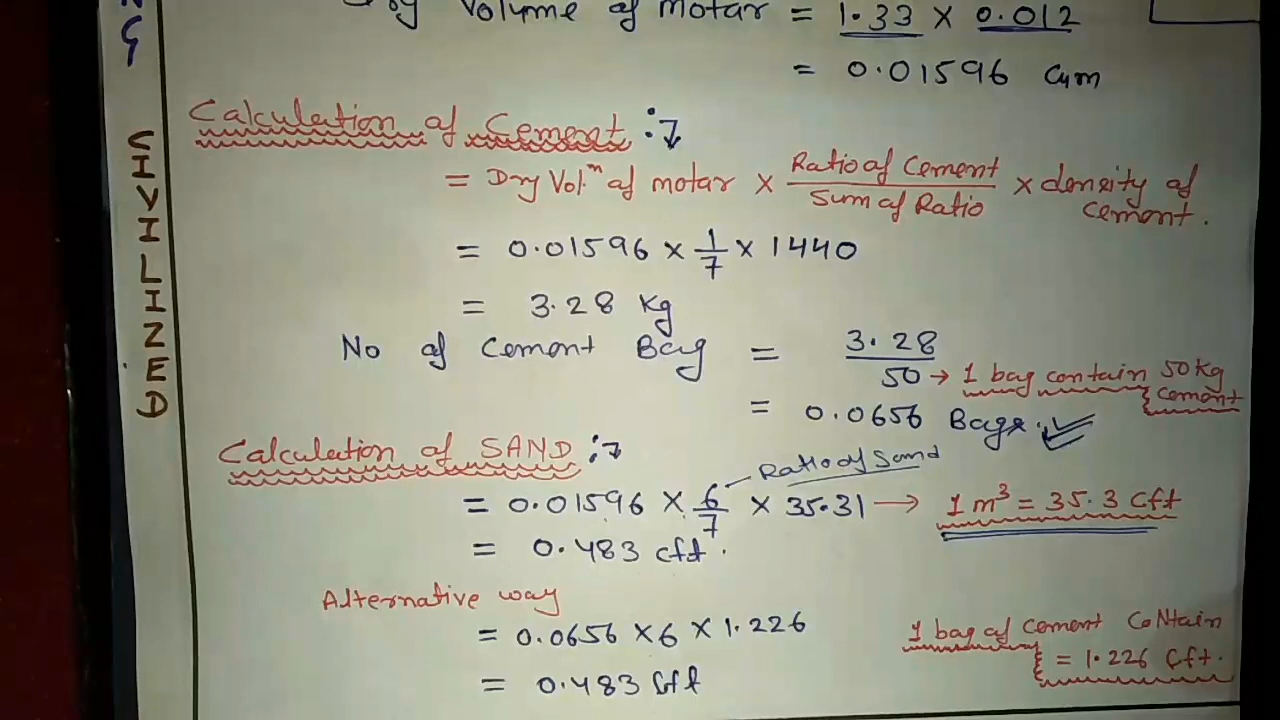 Volume of motar = 1.33 × 0.012
= 0.01596 Cum
Calculation of Cement :-
= Dry Vol.ᵐ of motar × Ratio of Cement / Sum of Ratio × density of cement.
= 0.01596 × 1/7 × 1440
= 3.28 Kg
No of Cement Bag = 3.28 / 50 → 1 bag contain 50kg cement
= 0.0656 Bags.
Calculation of SAND :-
Ratio of Sand
= 0.01596 × 6/7 × 35.31 → 1 m³ = 35.3 Cft
= 0.483 cft.
Alternative way
= 0.0656 × 6 × 1.226
1 bag of cement CoNtain
= 1.226 Cft.
= 0.483 Cft
CIVILIZED